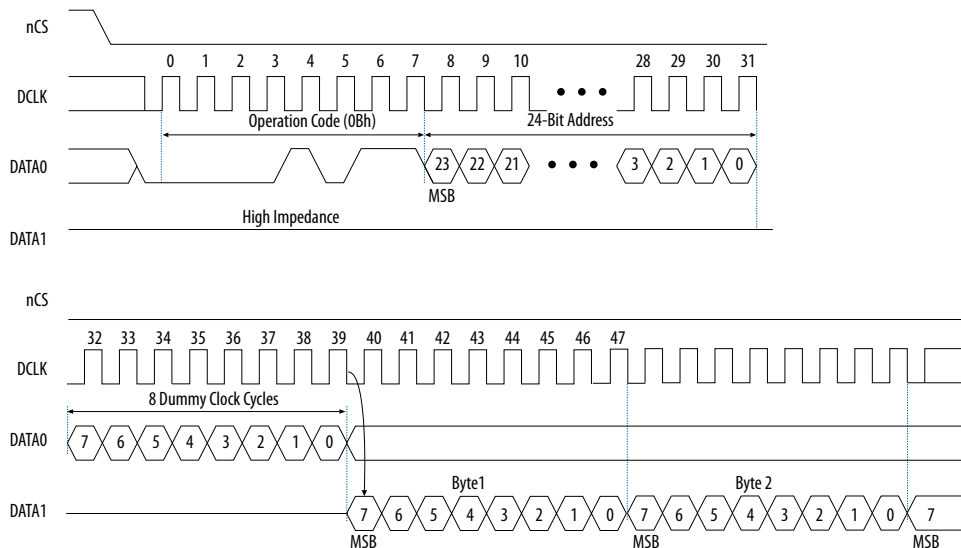 nCS
0 1 2 3 4 5 6 7 8 9 10 28 29 30 31
DCLK
Operation Code (0Bh) 24-Bit Address
DATA0 23 22 21 3 2 1 0
MSB
High Impedance
DATA1
nCS
32 33 34 35 36 37 38 39 40 41 42 43 44 45 46 47
DCLK
8 Dummy Clock Cycles
DATA0 7 6 5 4 3 2 1 0
Byte1 Byte 2
DATA1 7 6 5 4 3 2 1 0 7 6 5 4 3 2 1 0 7
MSB MSB MSB